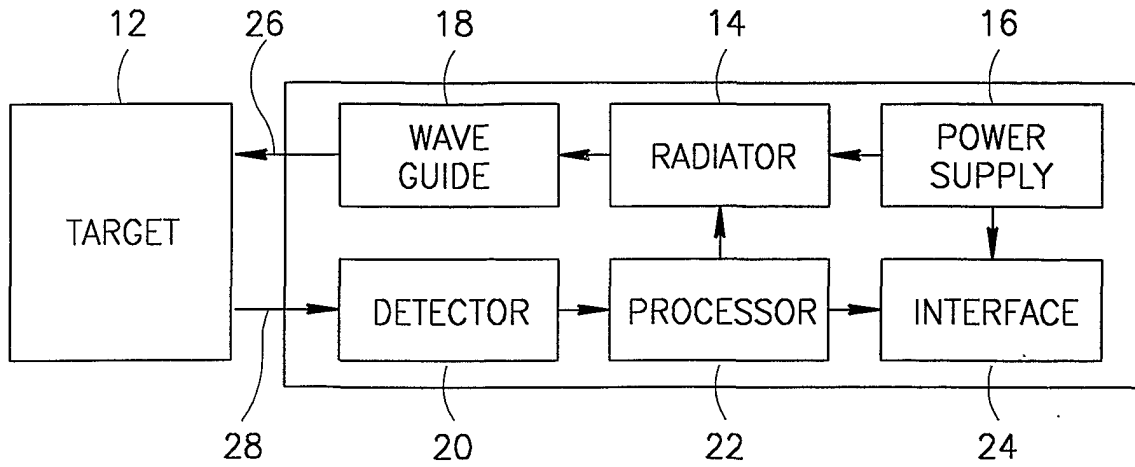 12 26 18 14 16
WAVE
GUIDE
RADIATOR
POWER
SUPPLY
TARGET
DETECTOR
PROCESSOR
INTERFACE
28 20 22 24